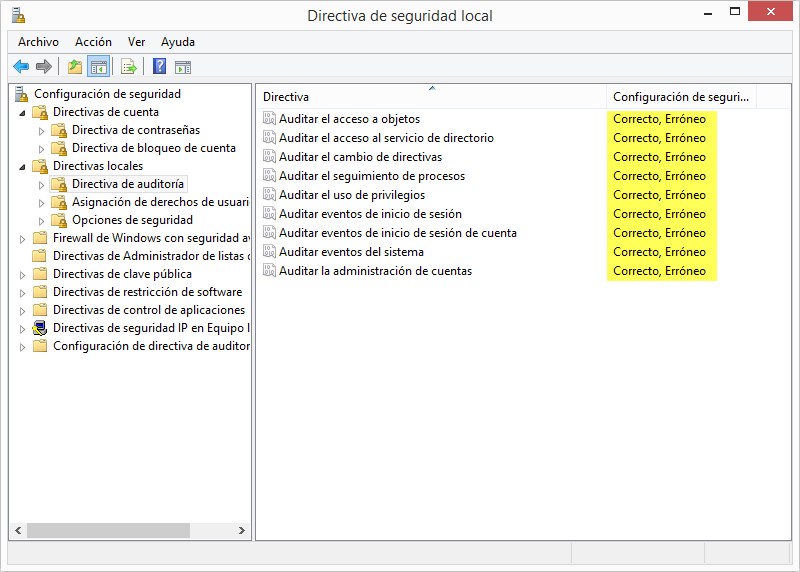 Directiva de seguridad local
Archivo Acción Ver Ayuda
Configuración de seguridad
Directivas de cuenta
Directiva de contraseñas
Directiva de bloqueo de cuenta
Directivas locales
Directiva de auditoría
Asignación de derechos de usuari
Opciones de seguridad
Firewall de Windows con seguridad av
Directivas de Administrador de listas d
Directivas de clave pública
Directivas de restricción de software
Directivas de control de aplicaciones
Directivas de seguridad IP en Equipo l
Configuración de directiva de auditor
Directiva Configuración de seguri...
Auditar el acceso a objetos Correcto, Erróneo
Auditar el acceso al servicio de directorio Correcto, Erróneo
Auditar el cambio de directivas Correcto, Erróneo
Auditar el seguimiento de procesos Correcto, Erróneo
Auditar el uso de privilegios Correcto, Erróneo
Auditar eventos de inicio de sesión Correcto, Erróneo
Auditar eventos de inicio de sesión de cuenta Correcto, Erróneo
Auditar eventos del sistema Correcto, Erróneo
Auditar la administración de cuentas Correcto, Erróneo